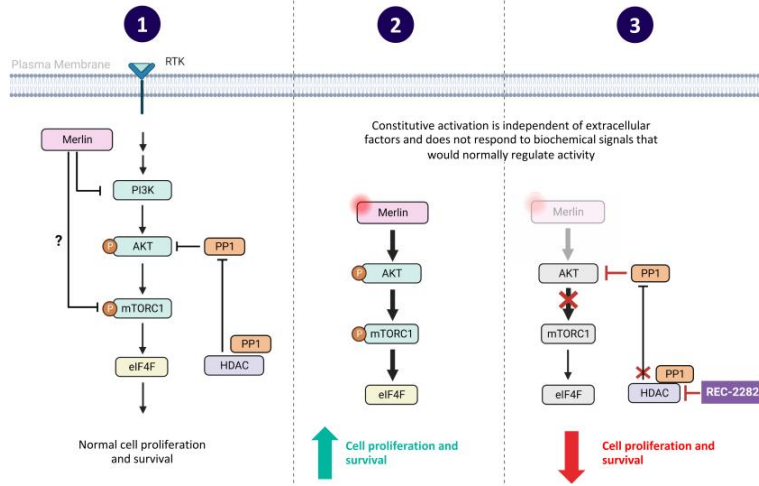 1
2
3
Plasma Membrane
RTK
Merlin
PI3K
?
P
AKT
PP1
P
mTORC1
eIF4F
PP1
HDAC
Normal cell proliferation
and survival
Constitutive activation is independent of extracellular
factors and does not respond to biochemical signals that
would normally regulate activity
Merlin
P
AKT
P
mTORC1
eIF4F
Cell proliferation and
survival
Merlin
AKT
PP1
mTORC1
eIF4F
PP1
HDAC
REC-2282
Cell proliferation and
survival